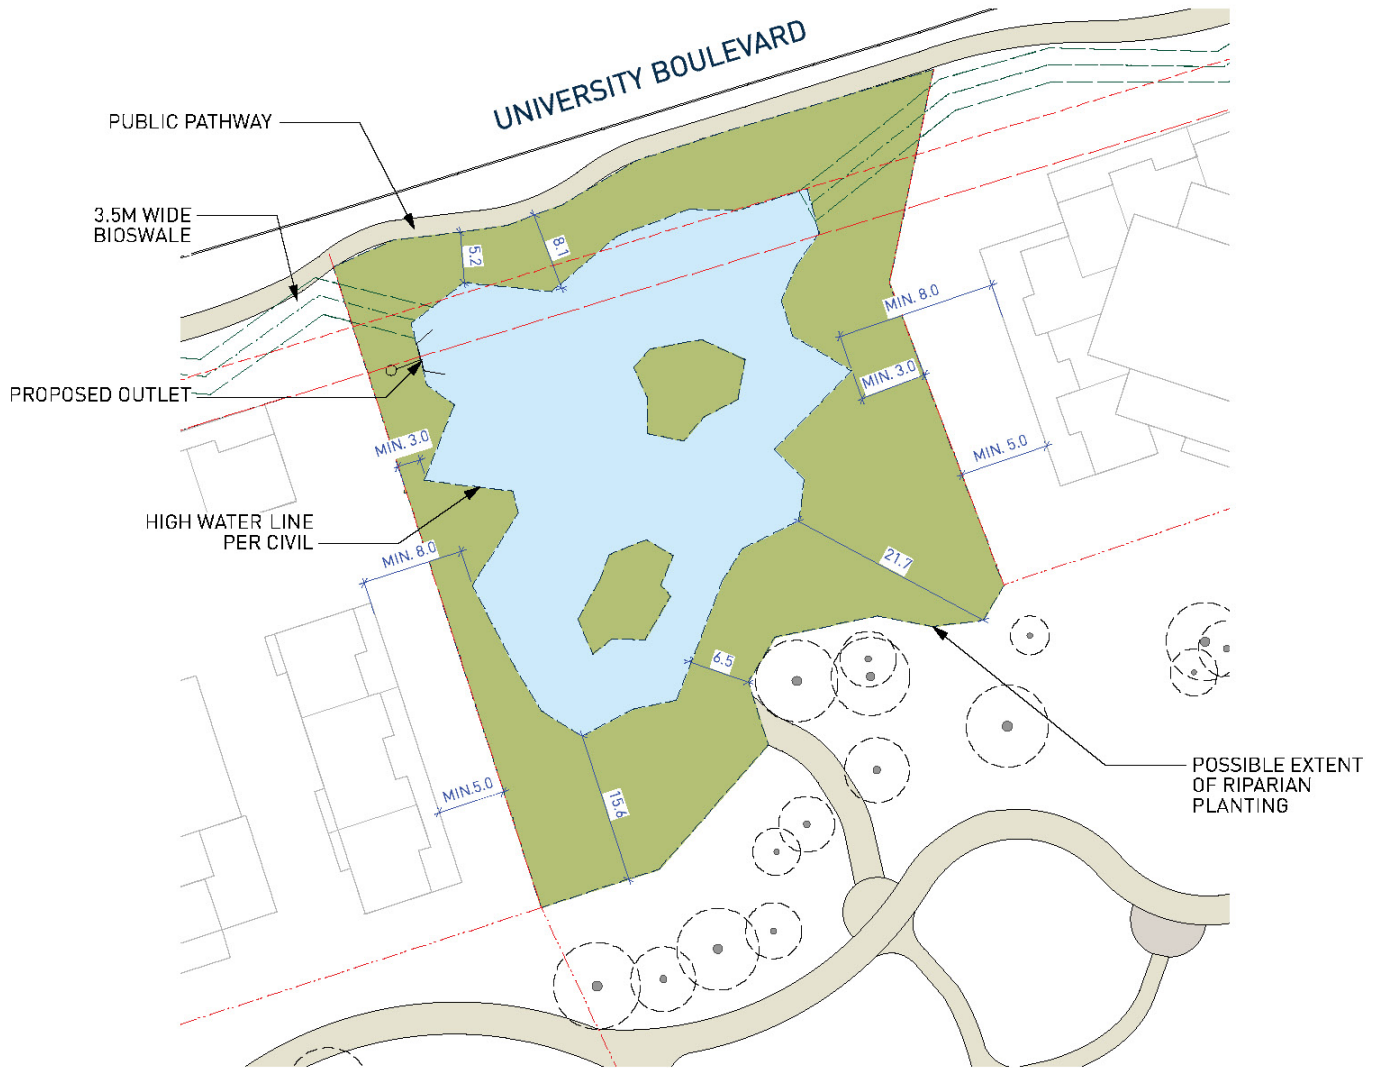 UNIVERSITY BOULEVARD
PUBLIC PATHWAY
3.5M WIDE
BIOSWALE
5.2
8.1
MIN. 8.0
MIN. 3.0
PROPOSED OUTLET
MIN. 3.0
MIN. 5.0
HIGH WATER LINE
PER CIVIL
MIN. 8.0
21.7
6.5
MIN.5.0
15.6
POSSIBLE EXTENT
OF RIPARIAN
PLANTING